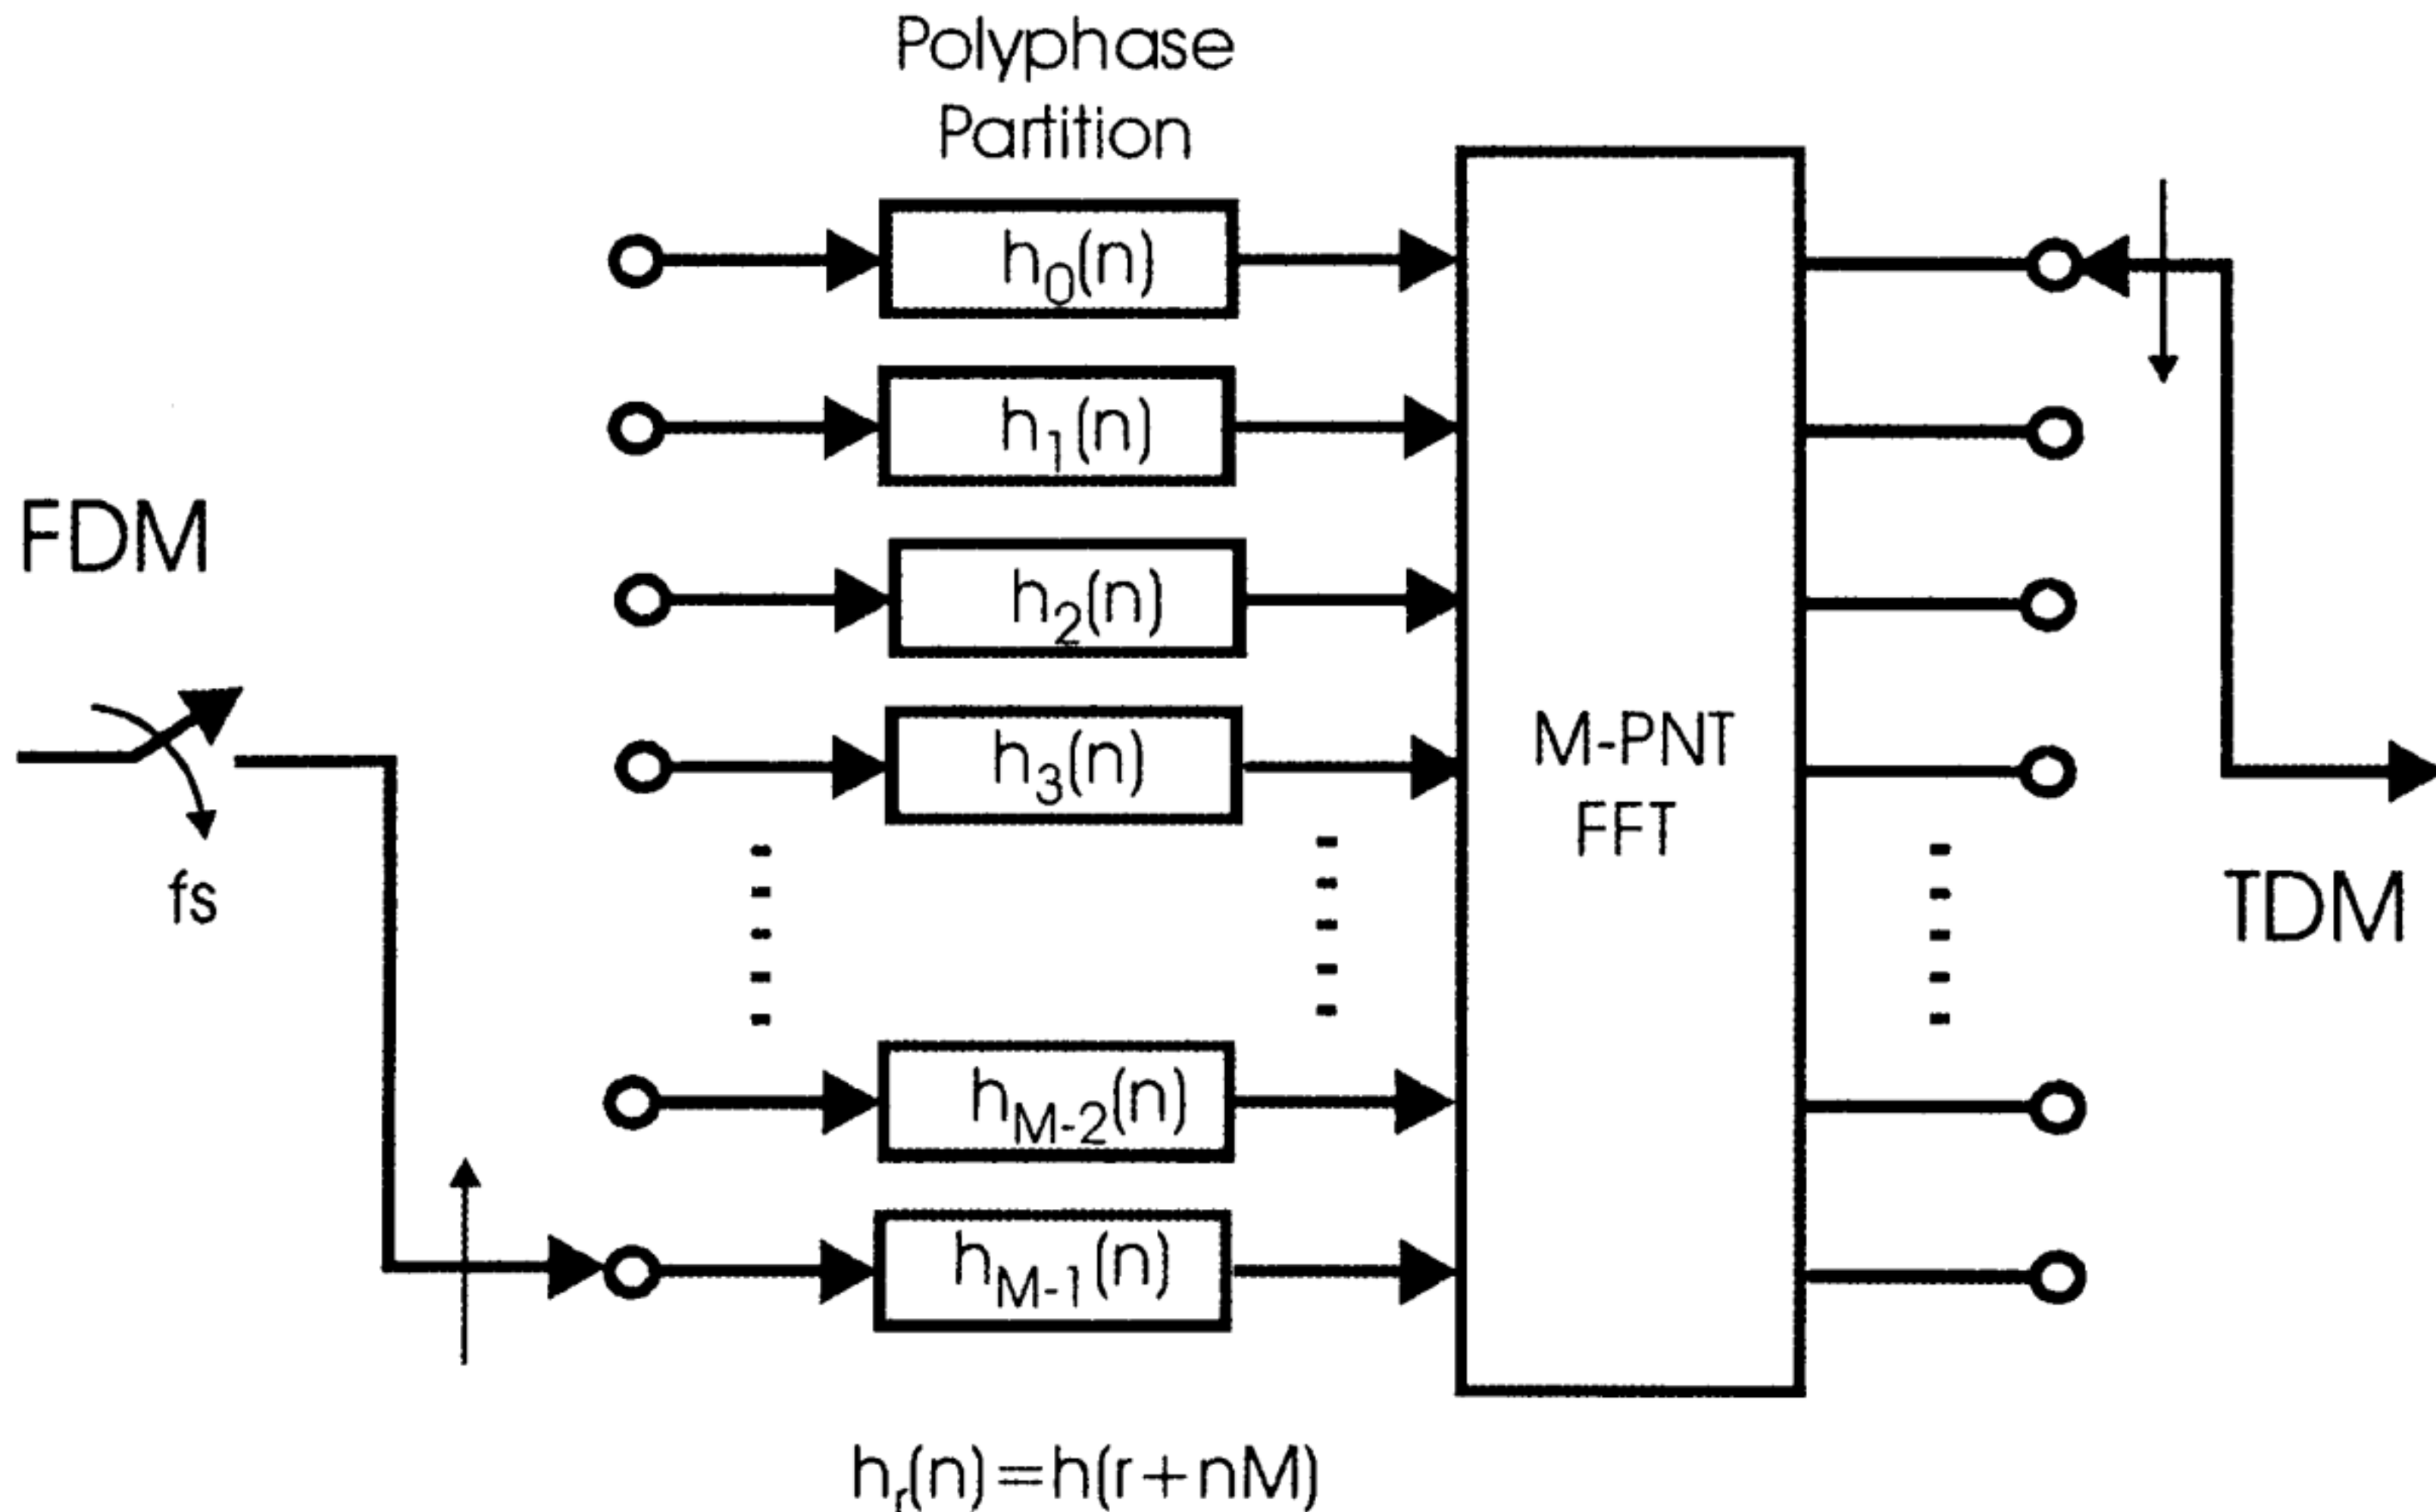 Polyphase
Partition
h0(n)
h1(n)
FDM
h2(n)
h3(n)
M-PNT
FFT
fs
TDM
hM-2(n)
hM-1(n)
hr(n)=h(r+nM)